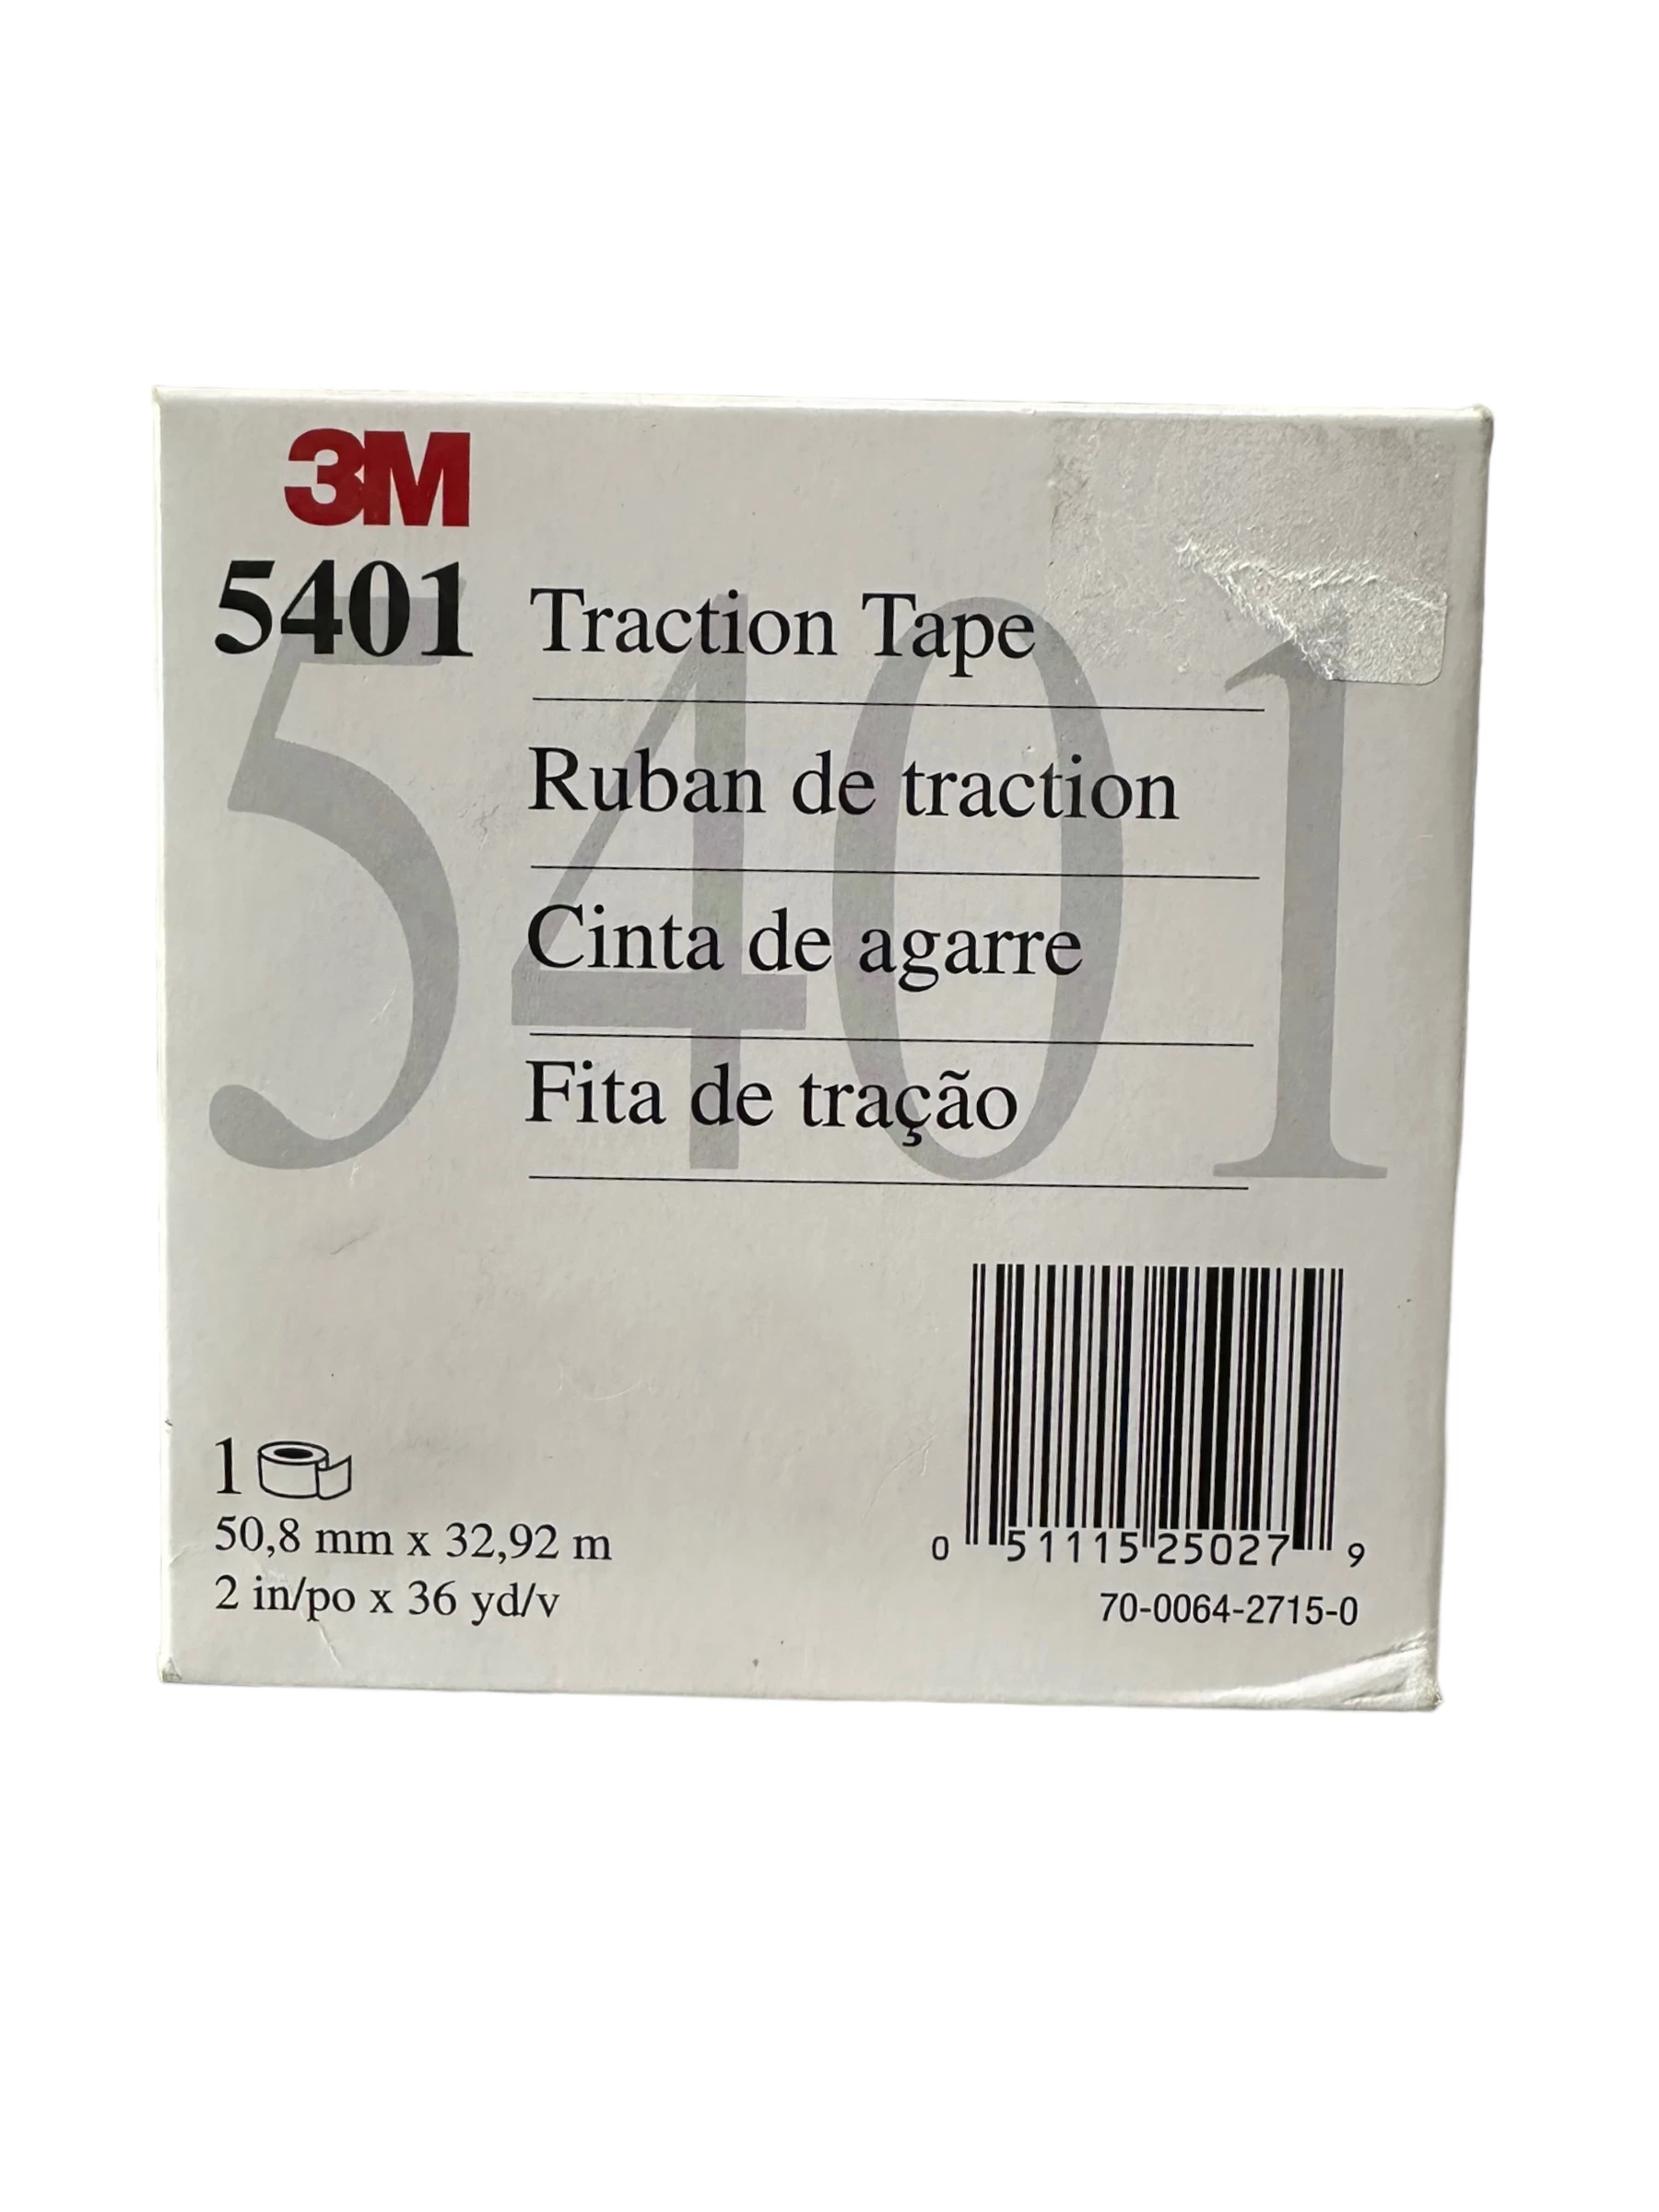 3M
5401 Traction Tape
Ruban de traction
Cinta de agarre
Fita de tração
5401
1
50,8 mm x 32,92 m
2 in/po x 36 yd/v
0 51115 25027 9
70-0064-2715-0